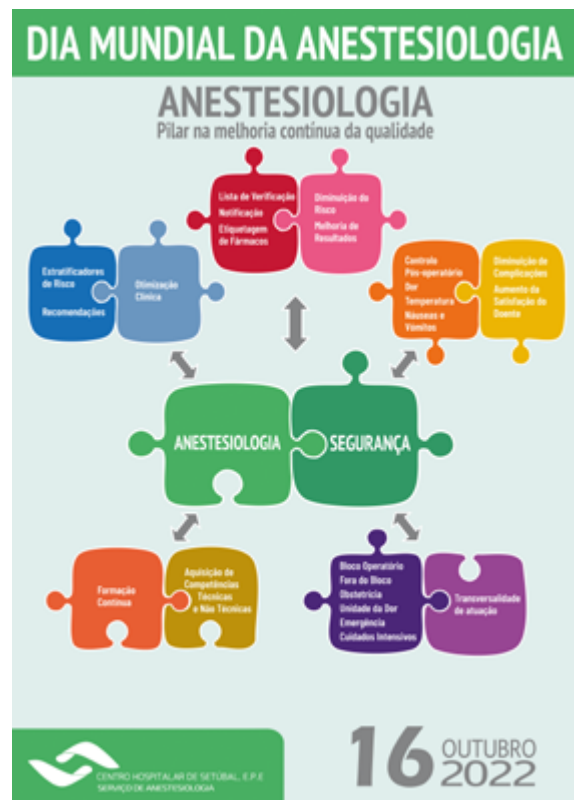 DIA MUNDIAL DA ANESTESIOLOGIA
ANESTESIOLOGIA
Pilar na melhoria contínua da qualidade
Lista de Verificação
Notificação
Etiquetagem
de Fármacos
Diminuição do
Risco
Melhoria de
Resultados
Estratificadores
de Risco
Recomendações
Otimização
Clínica
Controlo
Pós-operatório
Dor
Temperatura
Náuseas e
Vómitos
Diminuição de
Complicações
Aumento da
Satisfação do
Doente
ANESTESIOLOGIA
SEGURANÇA
Formação
Contínua
Aquisição de
Competências
Técnicas
e Não Técnicas
Bloco Operatório
Fora do Bloco
Obstetrícia
Unidade da Dor
Emergência
Cuidados Intensivos
Transversalidade
de atuação
CENTRO HOSPITALAR DE SETÚBAL, E.P.E
SERVIÇO DE ANESTESIOLOGIA
16 OUTUBRO
2022